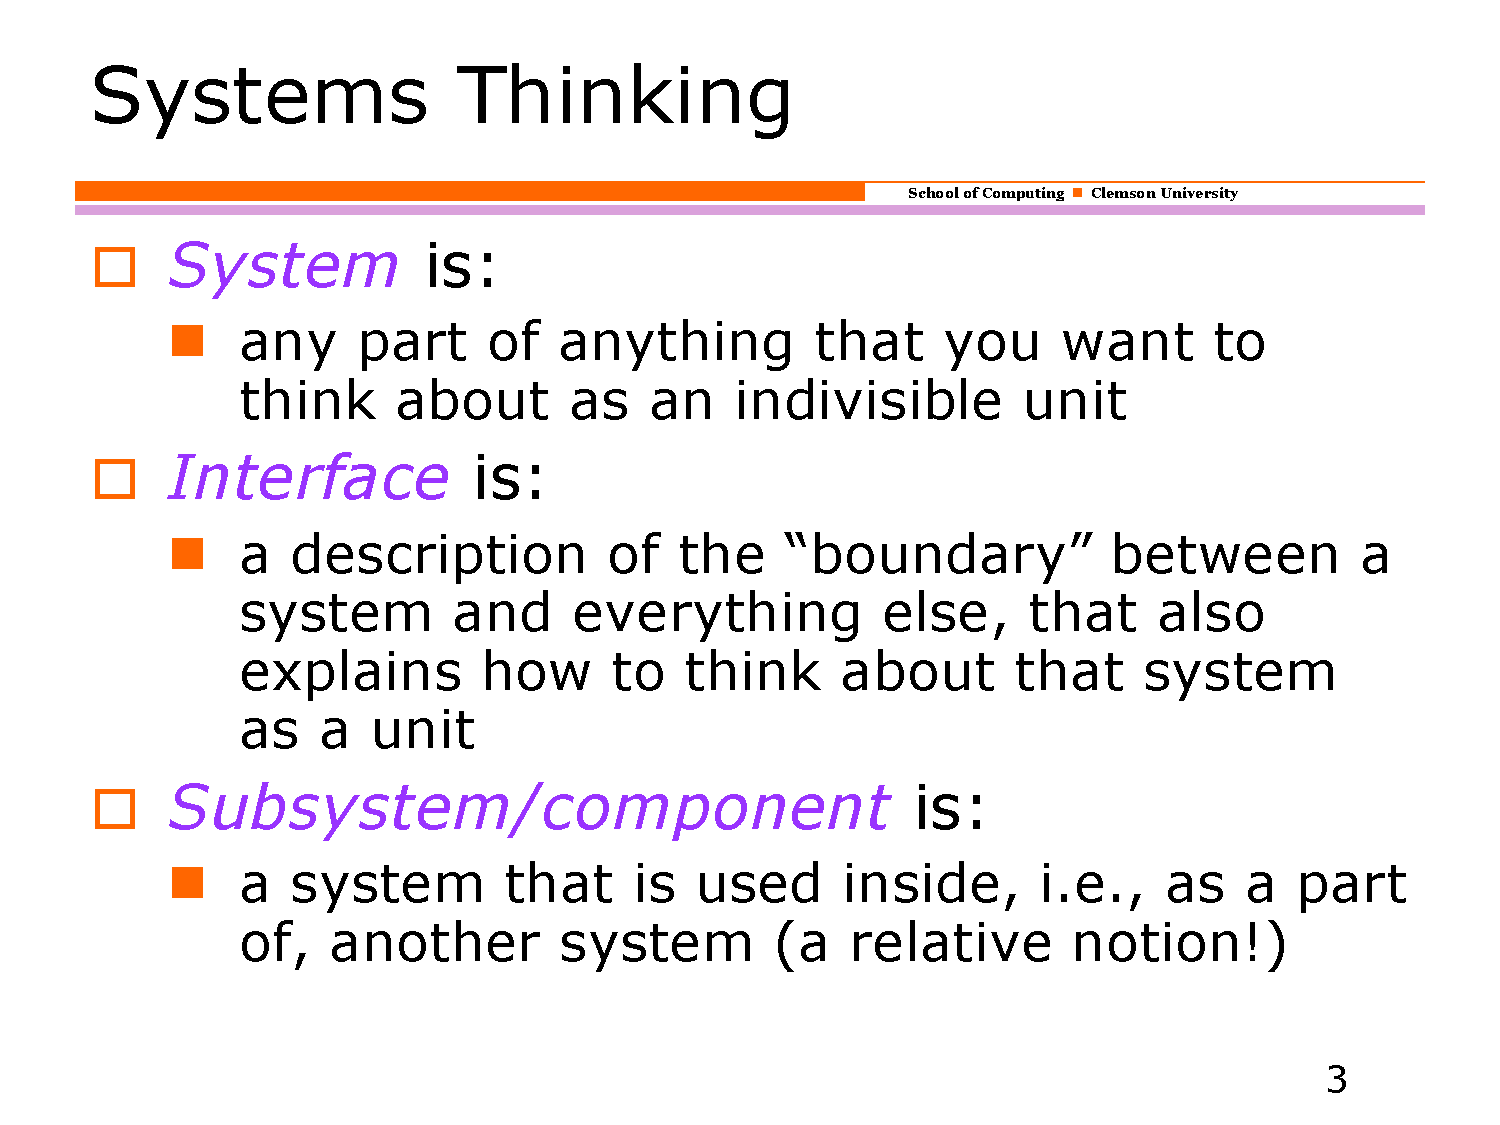 Systems Thinking
School of Computing ■ Clemson University
□ System is:
■ any part of anything that you want to
think about as an indivisible unit
□ Interface is:
■ a description of the “boundary” between a
system and everything else, that also
explains how to think about that system
as a unit
□ Subsystem/component is:
■ a system that is used inside, i.e., as a part
of, another system (a relative notion!)
3